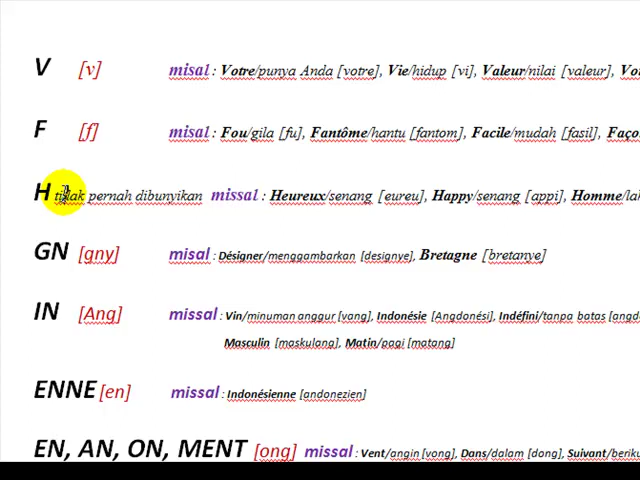 V [v] misal : Votre/punya Anda [votre], Vie/hidup [vi], Valeur/nilai [valeur],
F [f] misal : Fou/gila [fu], Fantôme/hantu [fantom], Facile/mudah [fasil],
H tidak pernah dibunyikan missal : Heureux/senang [eureu], Happy/senang [appi], Homme/
GN [gny] misal : Désigner/menggambarkan [designye], Bretagne [bretanye]
IN [Ang] missal : Vin/minuman anggur [vang], Indonésie [Angdonési], Indéfini/tanpa batas
Masculin [maskulang], Matin/pagi [matang]
ENNE [en] missal : Indonésienne [andonezien]
EN, AN, ON, MENT [ong] missal : Vent/angin [vong], Dans/dalam [dong], Suivant/